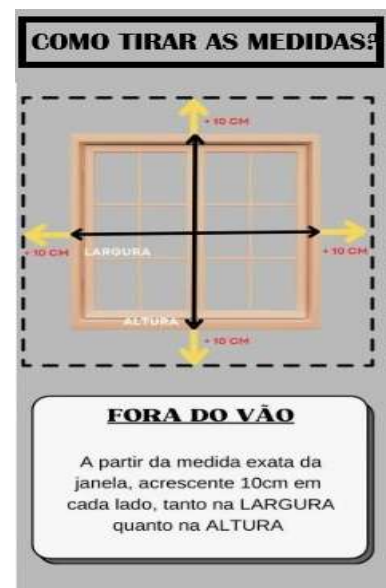 COMO TIRAR AS MEDIDAS?
+ 10 CM
+ 10 CM
LARGURA
+ 10 CM
ALTURA
+ 10 CM
FORA DO VÃO
A partir da medida exata da
janela, acrescente 10cm em
cada lado, tanto na LARGURA
quanto na ALTURA